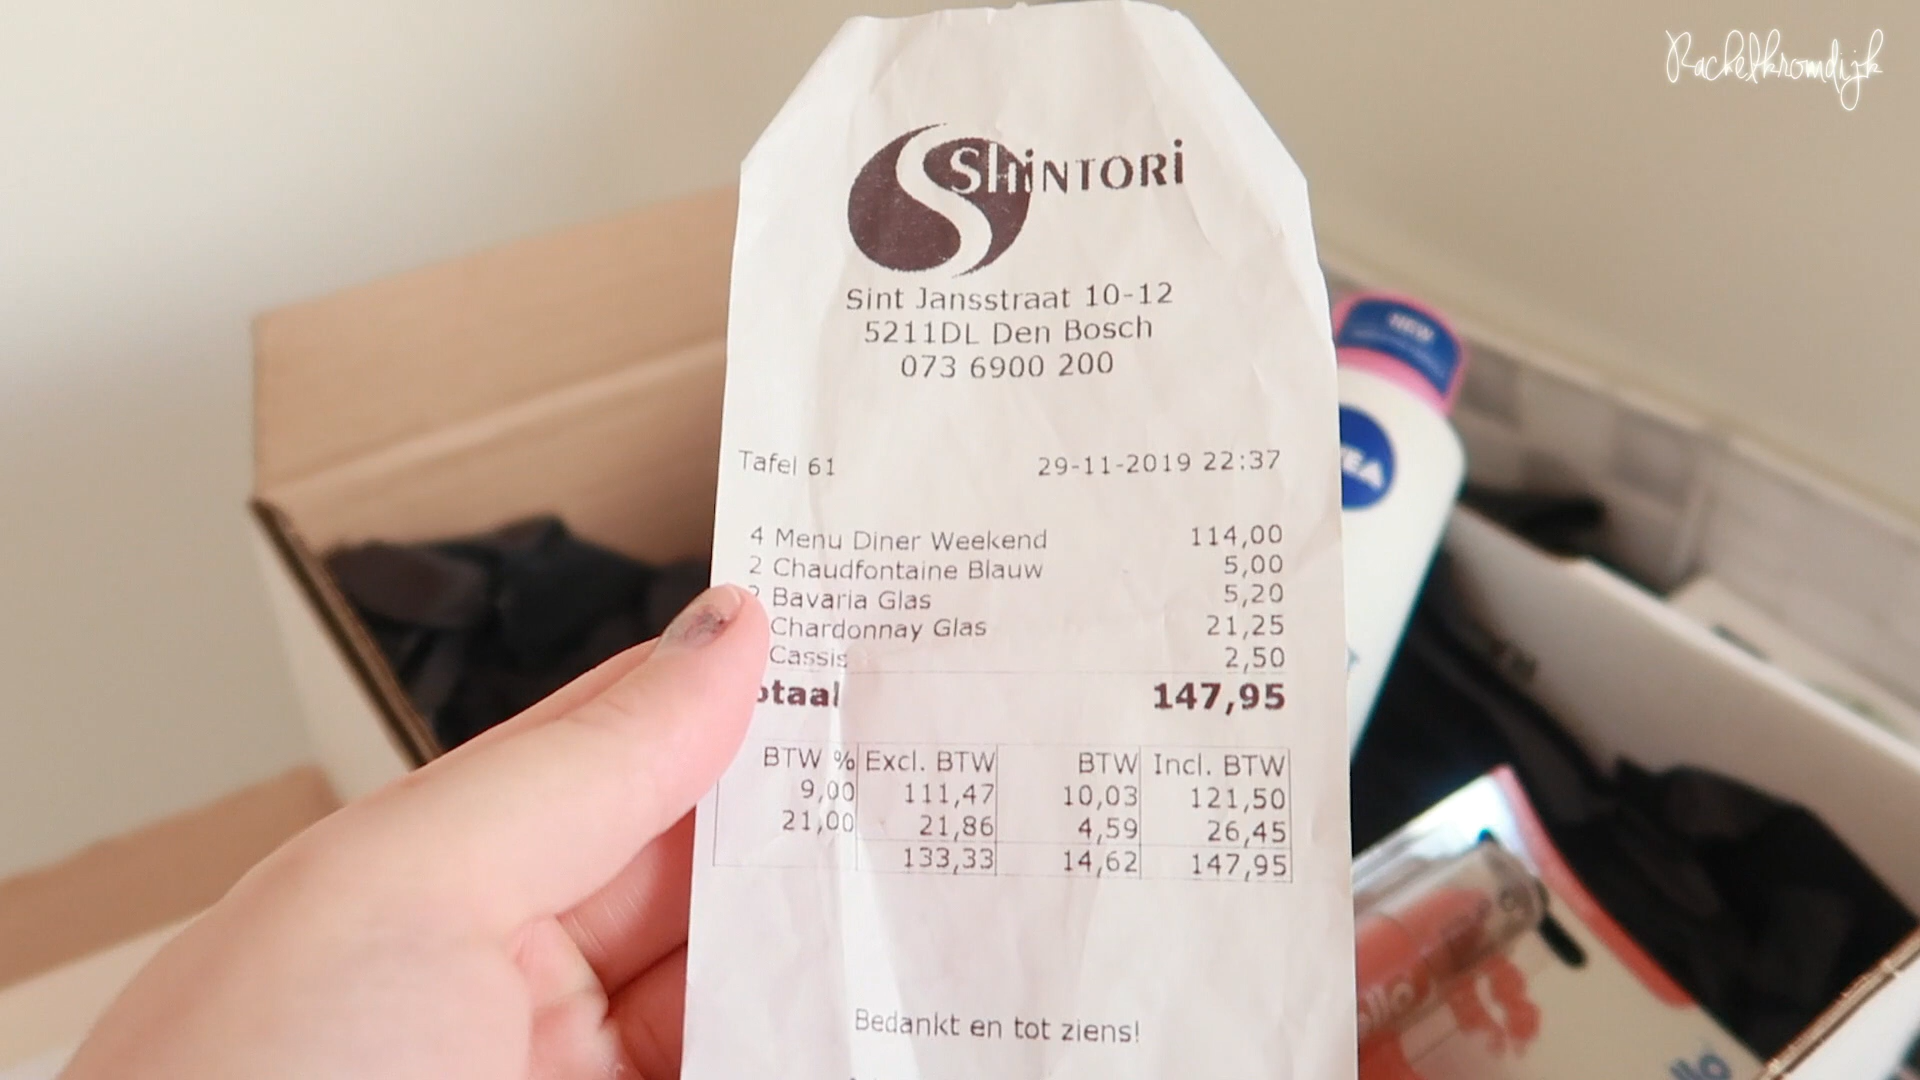 Rachelkromdijk
Shintori
Sint Jansstraat 10-12
5211DL Den Bosch
073 6900 200
Tafel 61 29-11-2019 22:37
4 Menu Diner Weekend 114,00
2 Chaudfontaine Blauw 5,00
2 Bavaria Glas 5,20
Chardonnay Glas 21,25
Cassis 2,50
otaal 147,95
BTW % Excl. BTW BTW Incl. BTW
9,00 111,47 10,03 121,50
21,00 21,86 4,59 26,45
133,33 14,62 147,95
Bedankt en tot ziens!
NEW
VEA